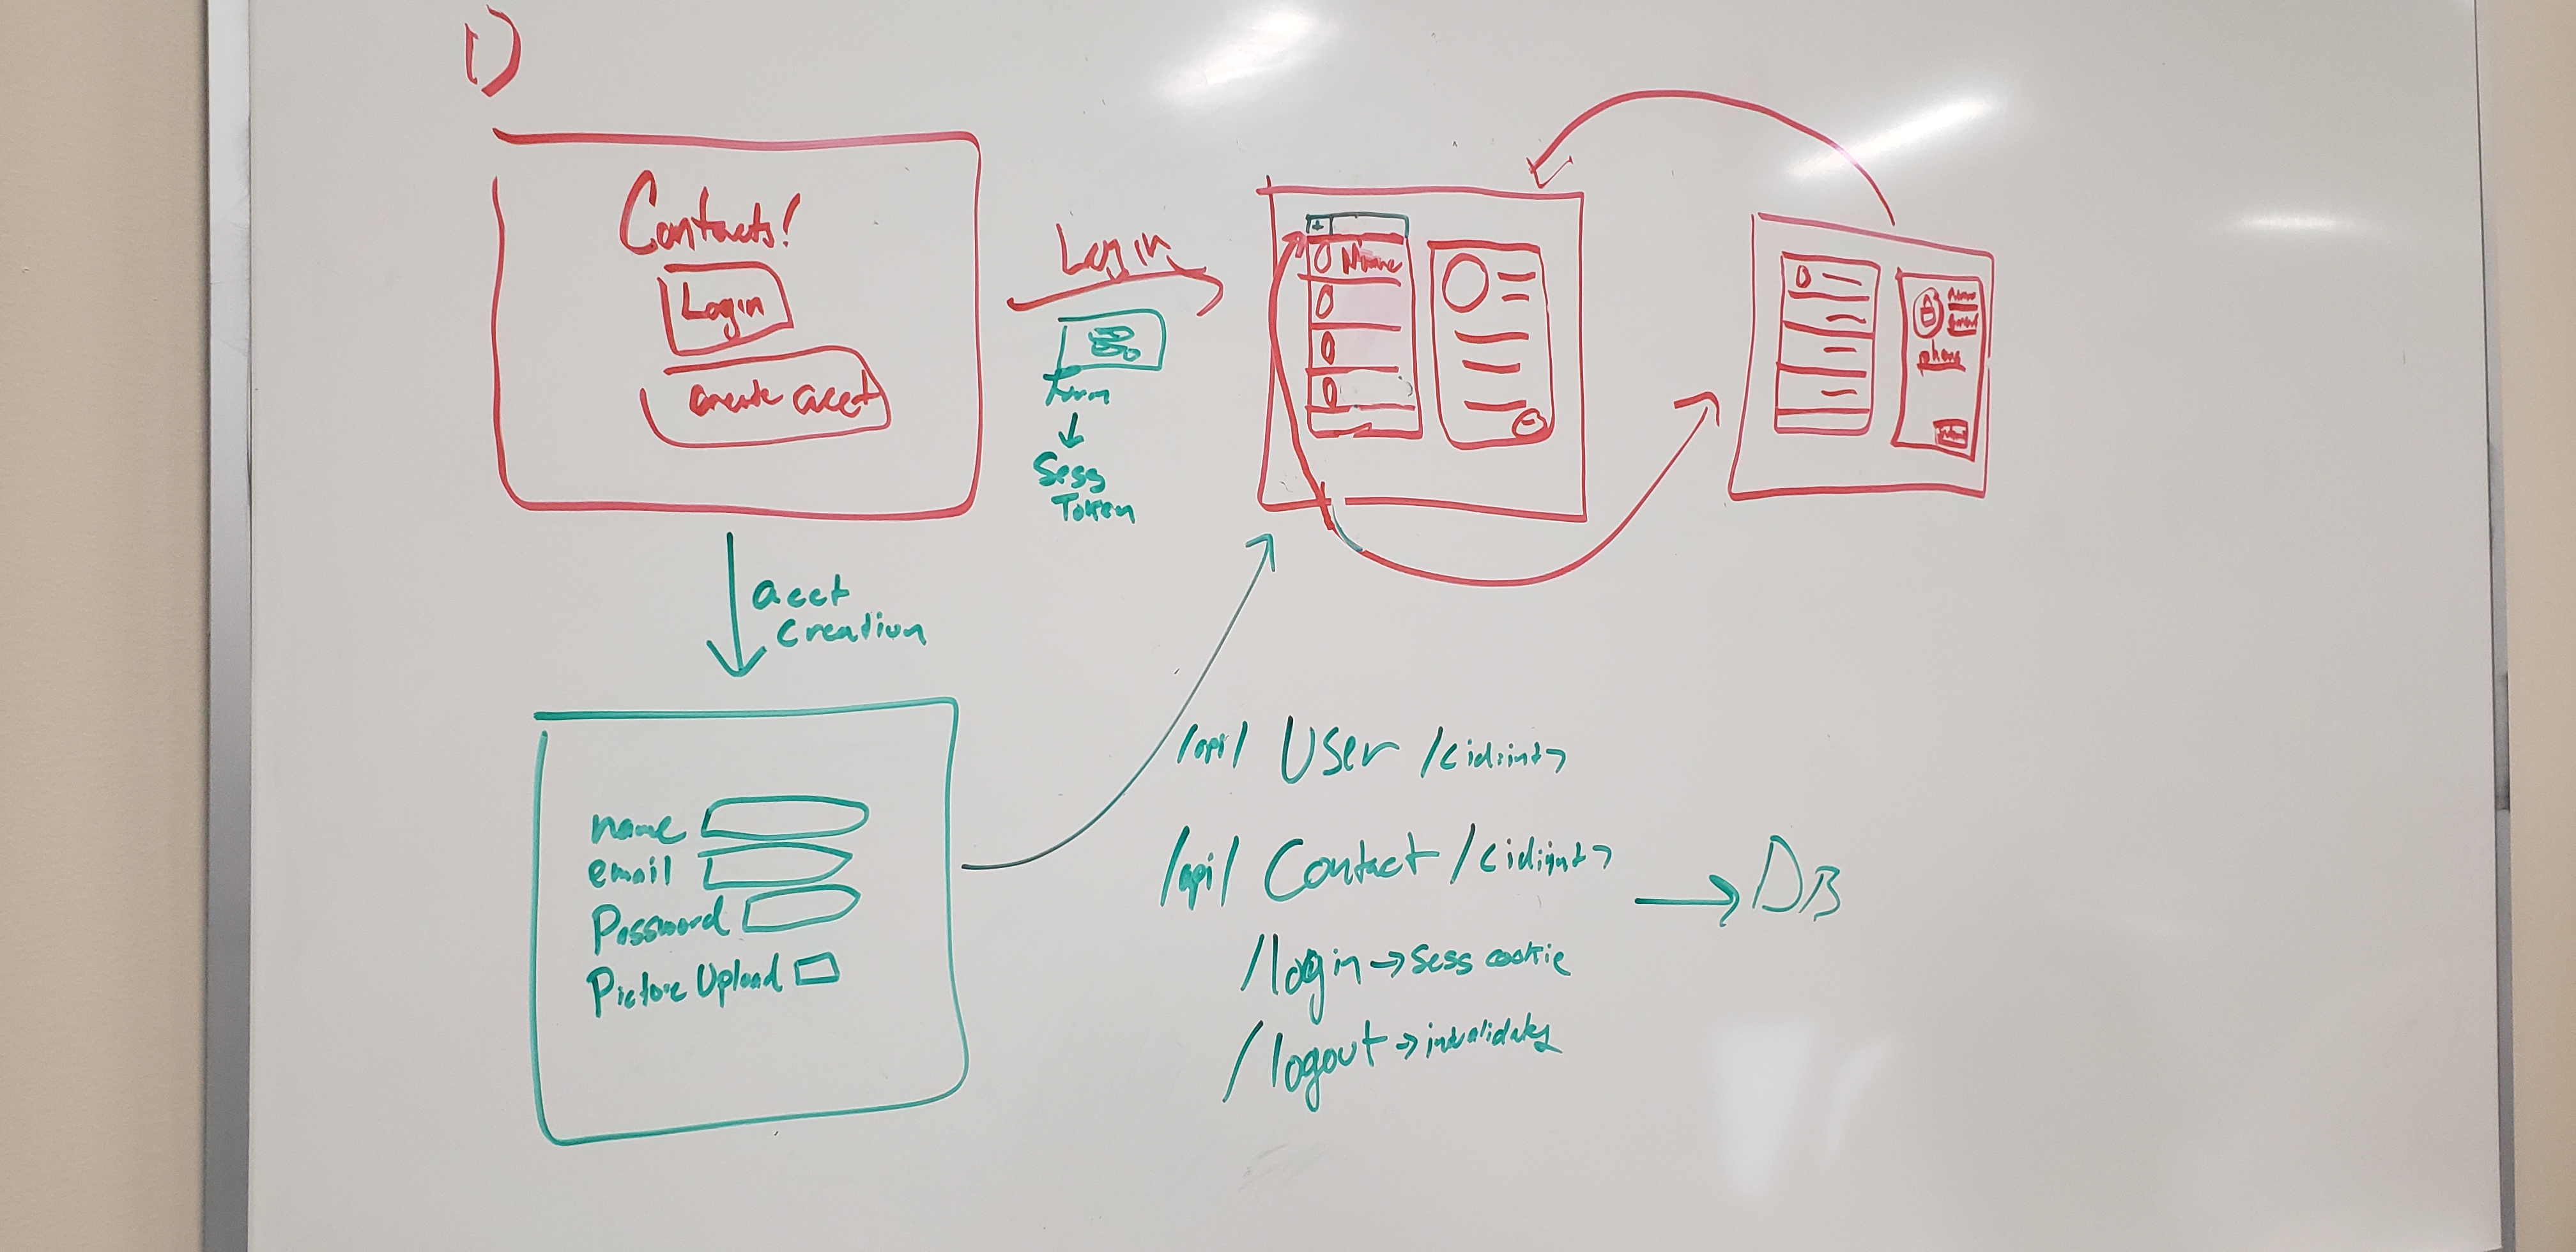 1)
Contacts!
Login
create acct
Login
Form
↓
Sess
Token
+
Name
phone
acct
creation
name
email
Password
Picture Upload
/api/ User /<id:int>
/api/ Contact /<id:int>
→ DB
/login → sess cookie
/logout → invalidates